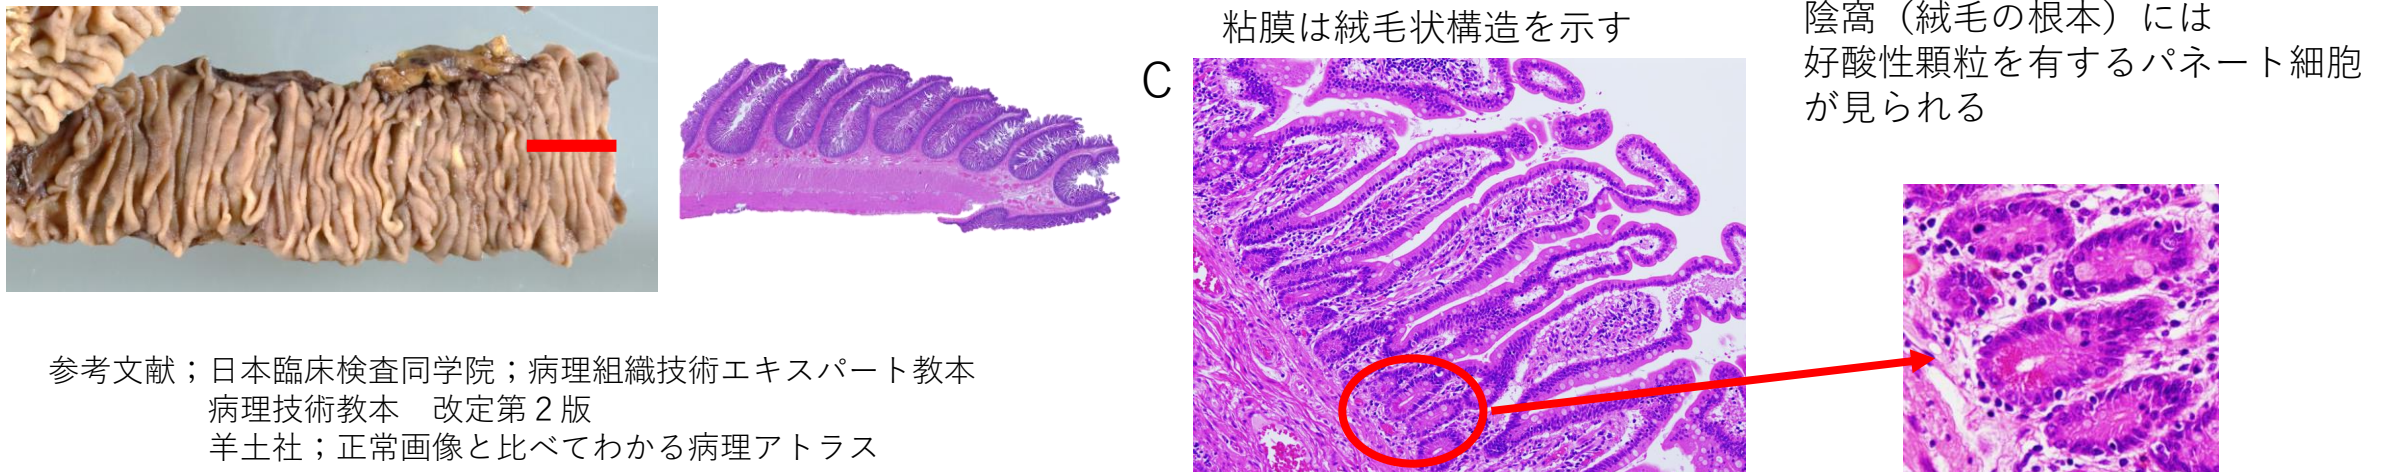 粘膜は絨毛状構造を示す
陰窩（絨毛の根本）には
好酸性顆粒を有するパネート細胞
が見られる
C
参考文献；日本臨床検査同学院；病理組織技術エキスパート教本
病理技術教本　改定第２版
羊土社；正常画像と比べてわかる病理アトラス